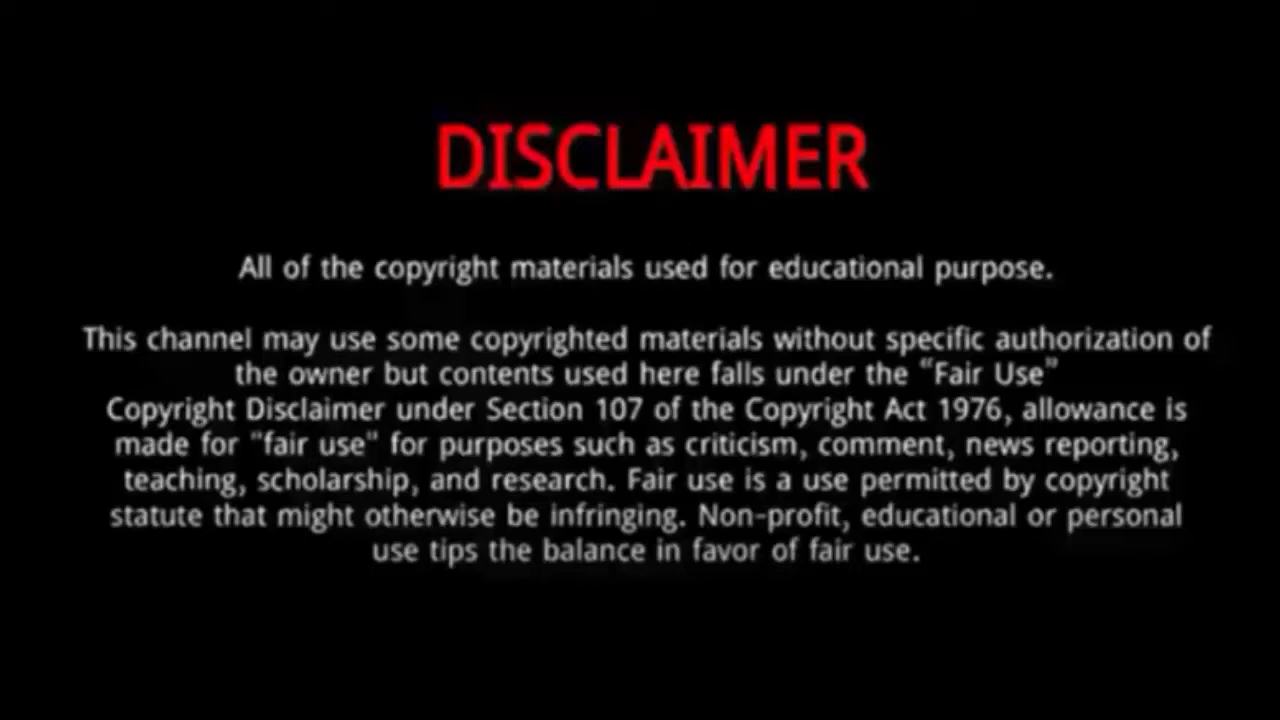 DISCLAIMER
All of the copyright materials used for educational purpose.
This channel may use some copyrighted materials without specific authorization of
the owner but contents used here falls under the “Fair Use”
Copyright Disclaimer under Section 107 of the Copyright Act 1976, allowance is
made for "fair use" for purposes such as criticism, comment, news reporting,
teaching, scholarship, and research. Fair use is a use permitted by copyright
statute that might otherwise be infringing. Non-profit, educational or personal
use tips the balance in favor of fair use.